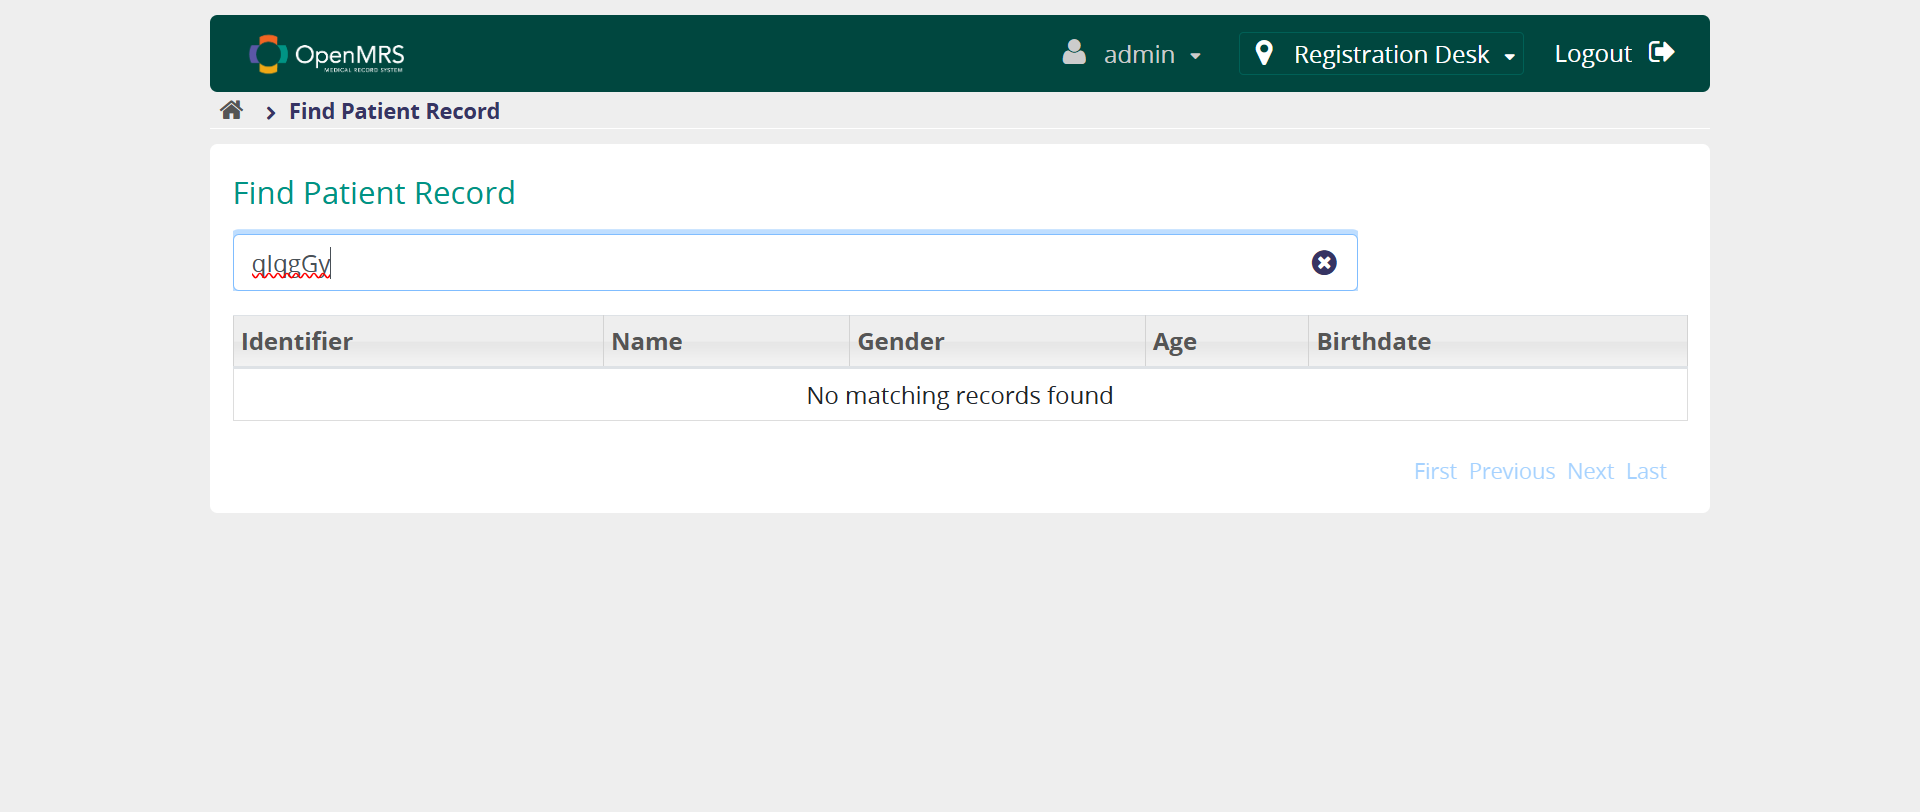 OpenMRS
MEDICAL RECORD SYSTEM
admin
Registration Desk
Logout
Find Patient Record
Find Patient Record
qIqgGy
Identifier Name Gender Age Birthdate
No matching records found
First Previous Next Last